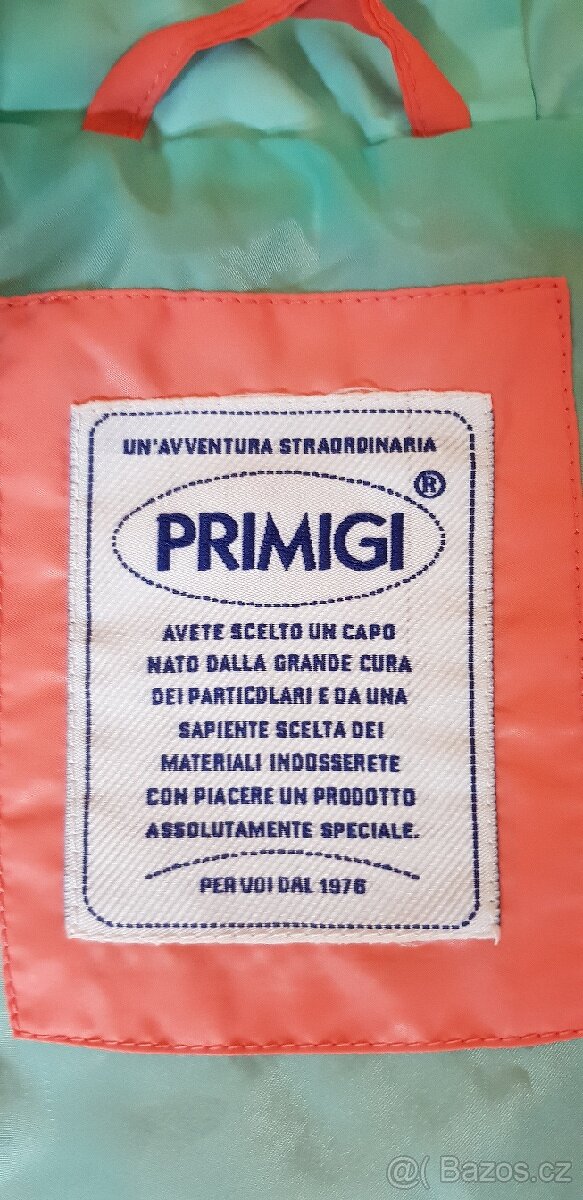 UN'AVVENTURA STRAORDINARIA
®
PRIMIGI
AVETE SCELTO UN CAPO
NATO DALLA GRANDE CURA
DEI PARTICOLARI E DA UNA
SAPIENTE SCELTA DEI
MATERIALI INDOSSERETE
CON PIACERE UN PRODOTTO
ASSOLUTAMENTE SPECIALE.
PER VOI DAL 1976
@( Bazos.cz